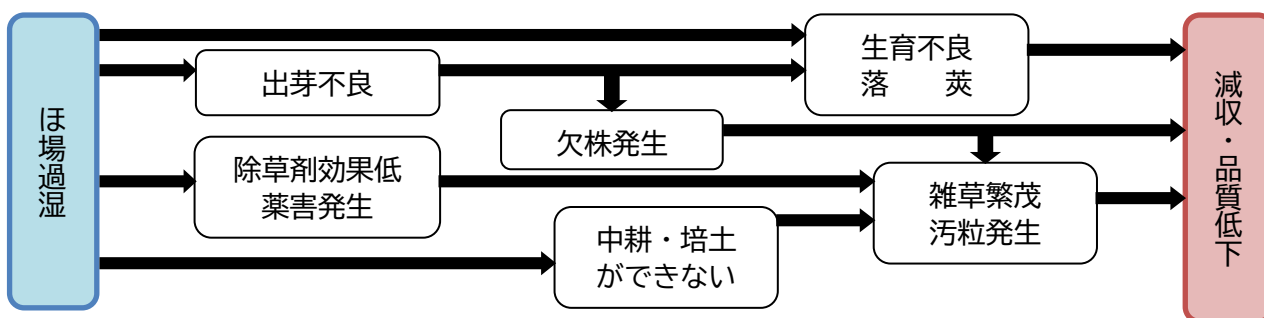 ほ場過湿
出芽不良
生育不良
落　　莢
欠株発生
除草剤効果低
薬害発生
中耕・培土
ができない
雑草繁茂
汚粒発生
減収・品質低下